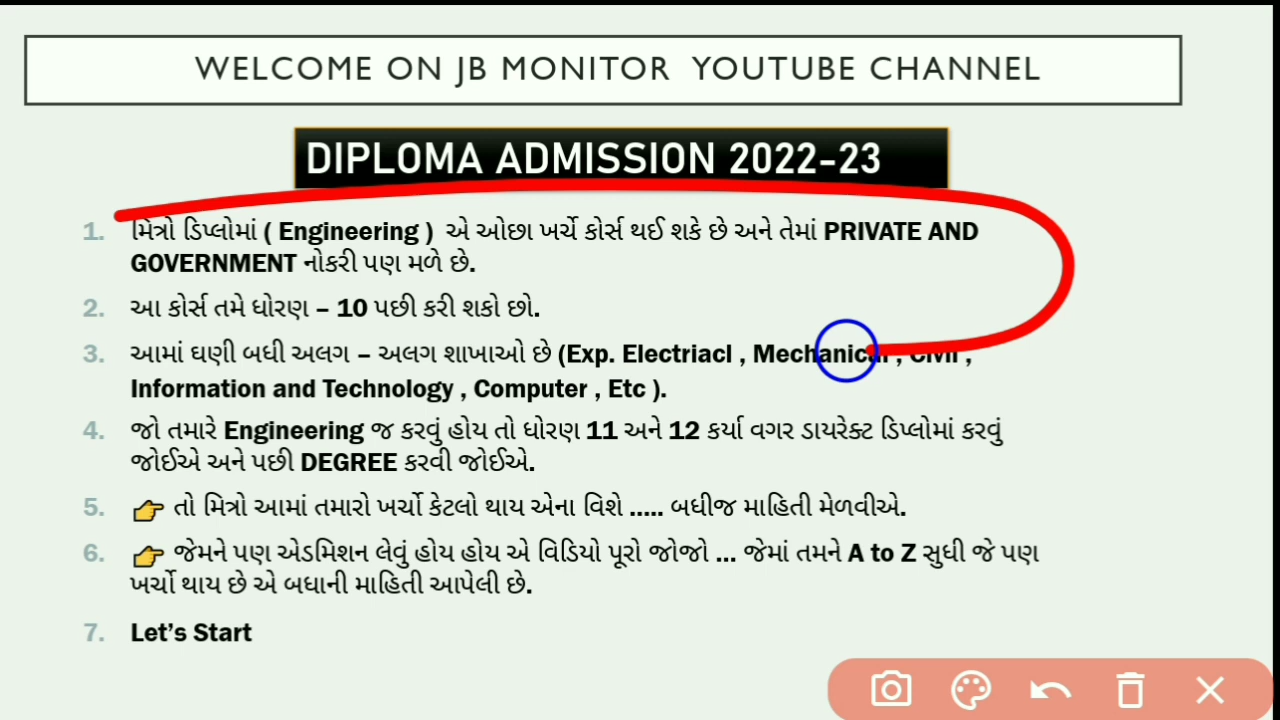 WELCOME ON JB MONITOR YOUTUBE CHANNEL
DIPLOMA ADMISSION 2022-23
1. મિત્રો ડિપ્લોમાં ( Engineering ) એ ઓછા ખર્ચે કોર્સ થઈ શકે છે અને તેમાં PRIVATE AND
GOVERNMENT નોકરી પણ મળે છે.
2. આ કોર્સ તમે ધોરણ – 10 પછી કરી શકો છો.
3. આમાં ઘણી બધી અલગ – અલગ શાખાઓ છે (Exp. Electriacl , Mechanical , Civil ,
Information and Technology , Computer , Etc ).
4. જો તમારે Engineering જ કરવું હોય તો ધોરણ 11 અને 12 કર્યા વગર ડાયરેક્ટ ડિપ્લોમાં કરવું
જોઈએ અને પછી DEGREE કરવી જોઈએ.
5. 👉 તો મિત્રો આમાં તમારો ખર્ચો કેટલો થાય એના વિશે ..... બધીજ માહિતી મેળવીએ.
6. 👉 જેમને પણ એડમિશન લેવું હોય હોય એ વિડિયો પૂરો જોજો ... જેમાં તમને A to Z સુધી જે પણ
ખર્ચો થાય છે એ બધાની માહિતી આપેલી છે.
7. Let’s Start